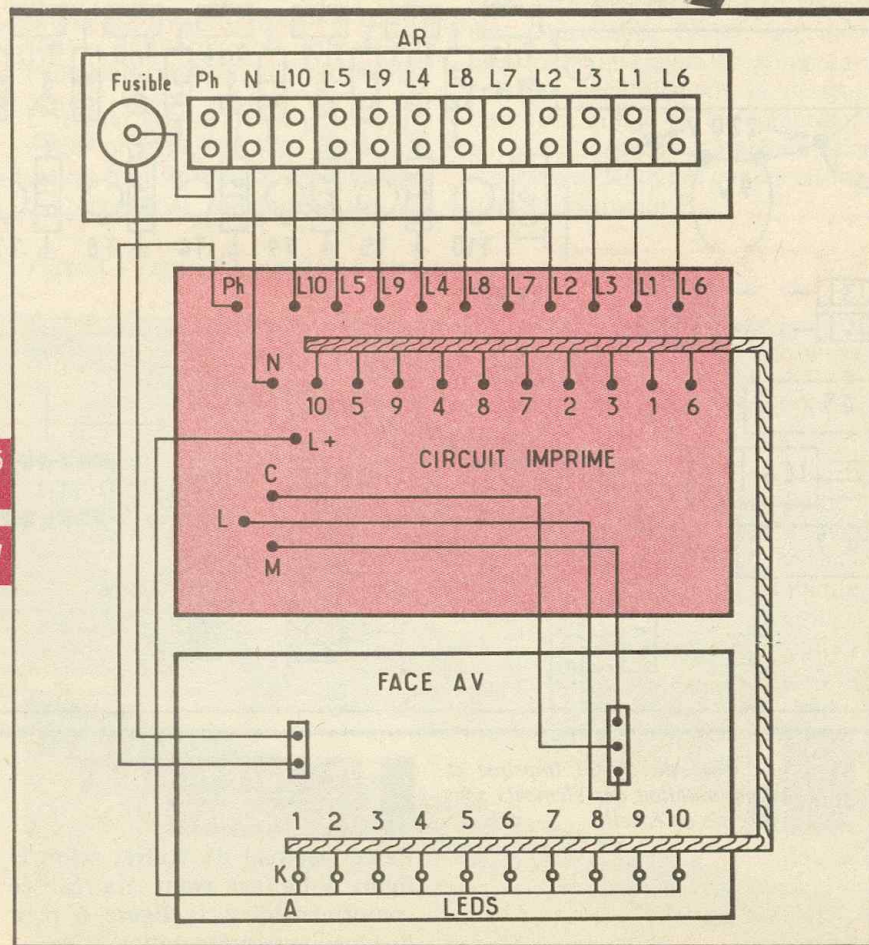 AR
Fusible Ph N L10 L5 L9 L4 L8 L7 L2 L3 L1 L6
Ph L10 L5 L9 L4 L8 L7 L2 L3 L1 L6
N
10 5 9 4 8 7 2 3 1 6
L+
CIRCUIT IMPRIME
C
L
M
FACE AV
1 2 3 4 5 6 7 8 9 10
K
A LEDS